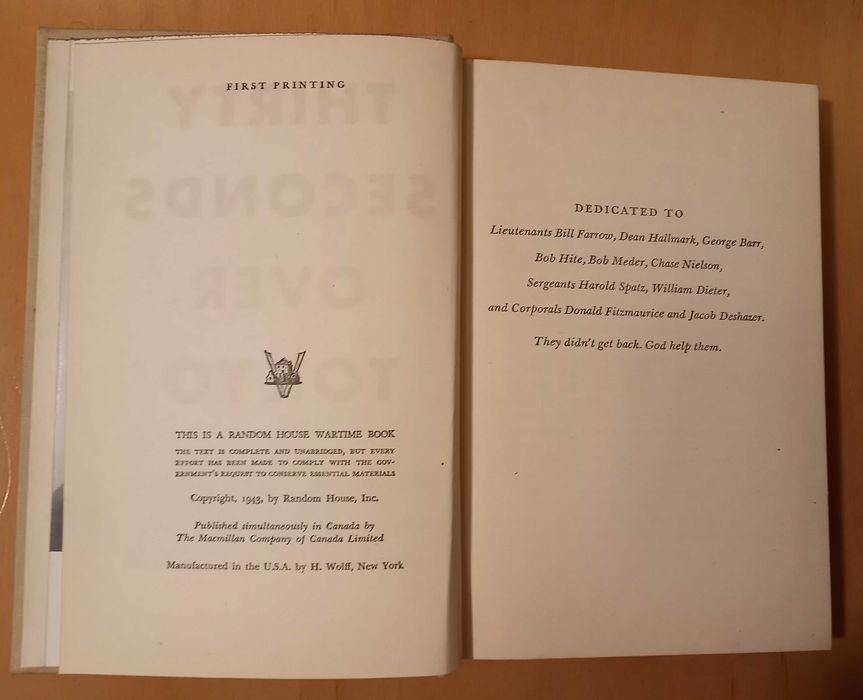 FIRST PRINTING
THIRTY
SECONDS
OVER
TOKYO
V
THIS IS A RANDOM HOUSE WARTIME BOOK
THE TEXT IS COMPLETE AND UNABRIDGED, BUT EVERY
EFFORT HAS BEEN MADE TO COMPLY WITH THE GOV-
ERNMENT'S REQUEST TO CONSERVE ESSENTIAL MATERIALS
Copyright, 1943, by Random House, Inc.
Published simultaneously in Canada by
The Macmillan Company of Canada Limited
Manufactured in the U.S.A. by H. Wolff, New York
DEDICATED TO
Lieutenants Bill Farrow, Dean Hallmark, George Barr,
Bob Hite, Bob Meder, Chase Nielson,
Sergeants Harold Spatz, William Dieter,
and Corporals Donald Fitzmaurice and Jacob Deshazer.
They didn't get back. God help them.